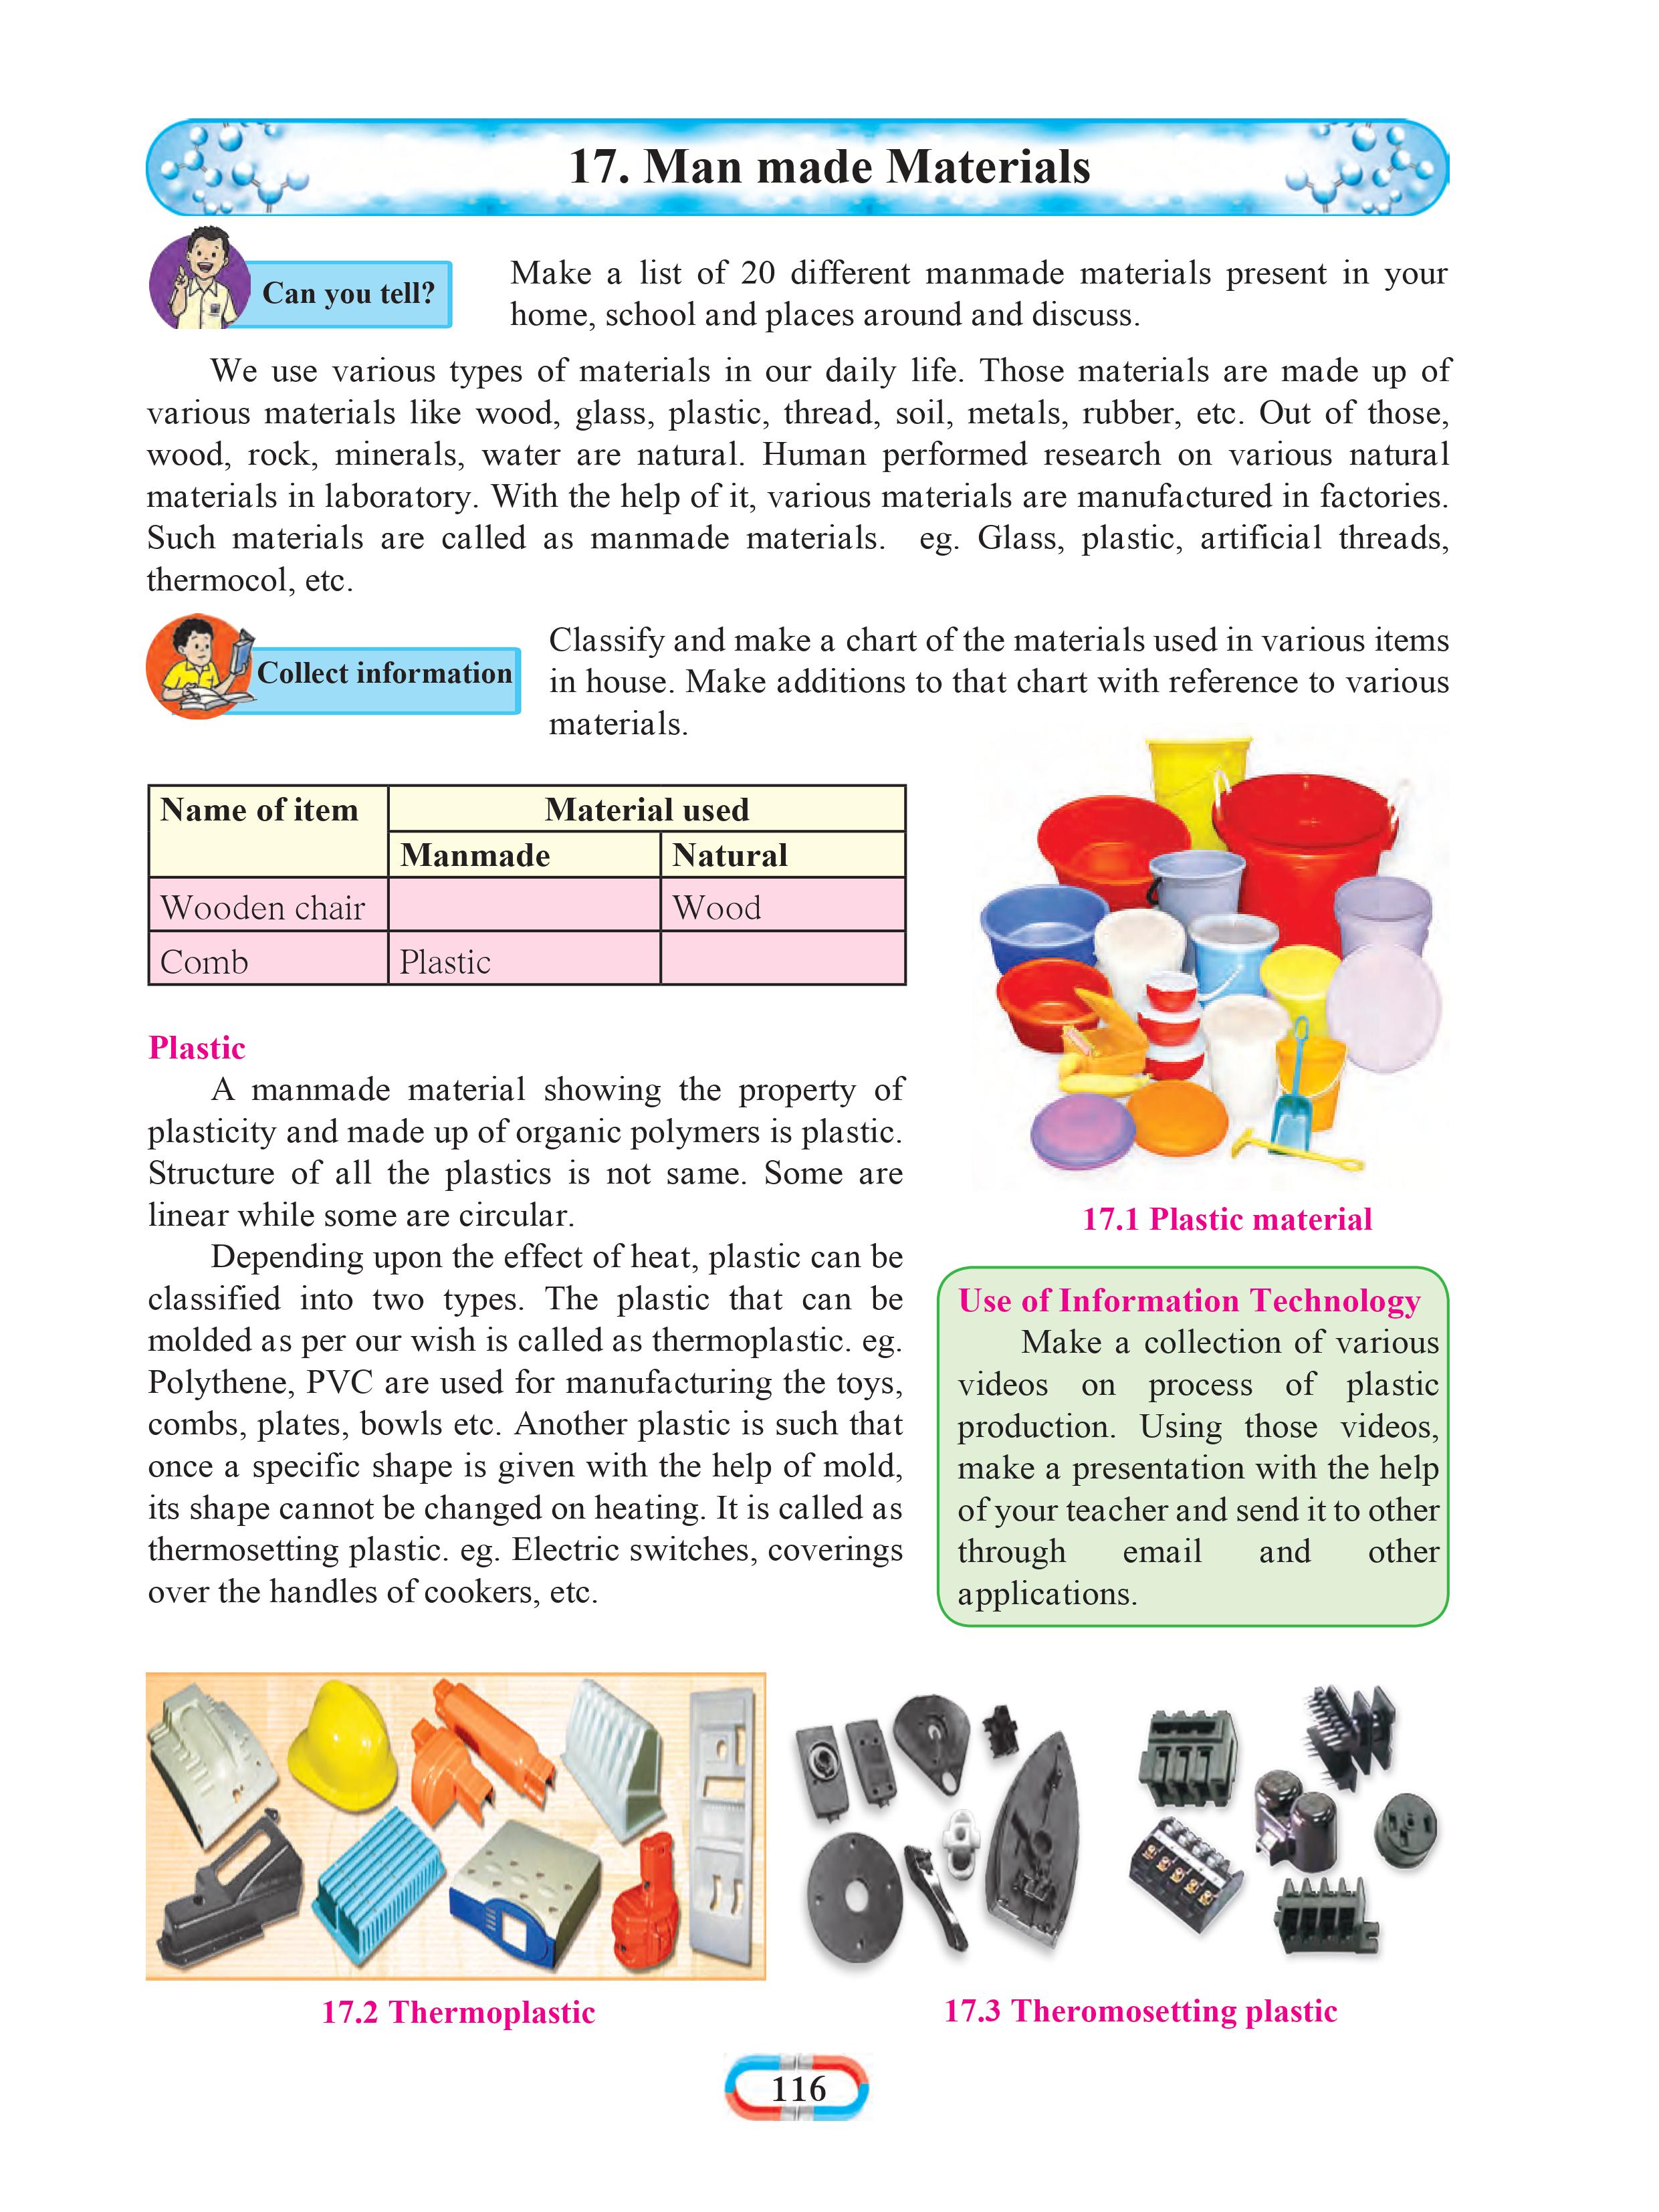 17. Man made Materials
Can you tell?
Make a list of 20 different manmade materials present in your
home, school and places around and discuss.
We use various types of materials in our daily life. Those materials are made up of
various materials like wood, glass, plastic, thread, soil, metals, rubber, etc. Out of those,
wood, rock, minerals, water are natural. Human performed research on various natural
materials in laboratory. With the help of it, various materials are manufactured in factories.
Such materials are called as manmade materials. eg. Glass, plastic, artificial threads,
thermocol, etc.
Collect information
Classify and make a chart of the materials used in various items
in house. Make additions to that chart with reference to various
materials.
Name of item Material used
Manmade Natural
Wooden chair Wood
Comb Plastic
Plastic
A manmade material showing the property of
plasticity and made up of organic polymers is plastic.
Structure of all the plastics is not same. Some are
linear while some are circular.
Depending upon the effect of heat, plastic can be
classified into two types. The plastic that can be
molded as per our wish is called as thermoplastic. eg.
Polythene, PVC are used for manufacturing the toys,
combs, plates, bowls etc. Another plastic is such that
once a specific shape is given with the help of mold,
its shape cannot be changed on heating. It is called as
thermosetting plastic. eg. Electric switches, coverings
over the handles of cookers, etc.
17.1 Plastic material
Use of Information Technology
Make a collection of various
videos on process of plastic
production. Using those videos,
make a presentation with the help
of your teacher and send it to other
through email and other
applications.
17.2 Thermoplastic
17.3 Theromosetting plastic
116